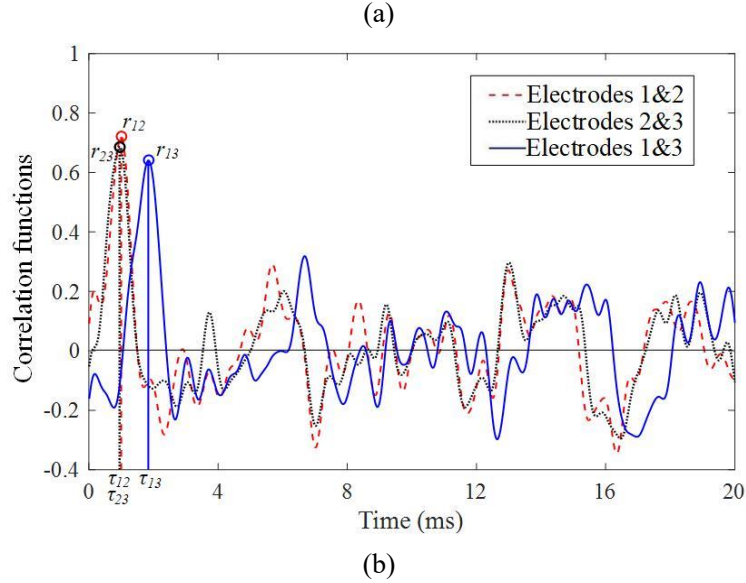 (a)
1
0.8
0.6
0.4
0.2
0
-0.2
-0.4
Correlation functions
r12
r23
r13
Electrodes 1&2
Electrodes 2&3
Electrodes 1&3
τ12
τ23
τ13
0 4 8 12 16 20
Time (ms)
(b)